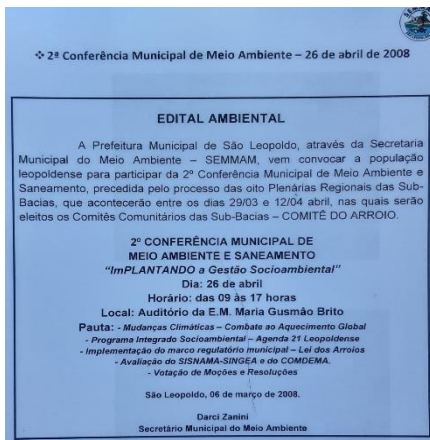 SEMMAM
❖ 2ª Conferência Municipal de Meio Ambiente – 26 de abril de 2008
EDITAL AMBIENTAL
A Prefeitura Municipal de São Leopoldo, através da Secretaria
Municipal do Meio Ambiente – SEMMAM, vem convocar a população
leopoldense para participar da 2º Conferência Municipal de Meio Ambiente e
Saneamento, precedida pelo processo das oito Plenárias Regionais das Sub-
Bacias, que acontecerão entre os dias 29/03 e 12/04 abril, nas quais serão
eleitos os Comitês Comunitários das Sub-Bacias – COMITÊ DO ARROIO.
2º CONFERÊNCIA MUNICIPAL DE
MEIO AMBIENTE E SANEAMENTO
"ImPLANTANDO a Gestão Socioambiental"
Dia: 26 de abril
Horário: das 09 às 17 horas
Local: Auditório da E.M. Maria Gusmão Brito
Pauta: - Mudanças Climáticas – Combate ao Aquecimento Global
- Programa Integrado Socioambiental – Agenda 21 Leopoldense
- Implementação do marco regulatório municipal – Lei dos Arroios
- Avaliação do SISNAMA-SINGEA e do COMDEMA.
- Votação de Moções e Resoluções
São Leopoldo, 06 de março de 2008.
Darci Zanini
Secretário Municipal do Meio Ambiente